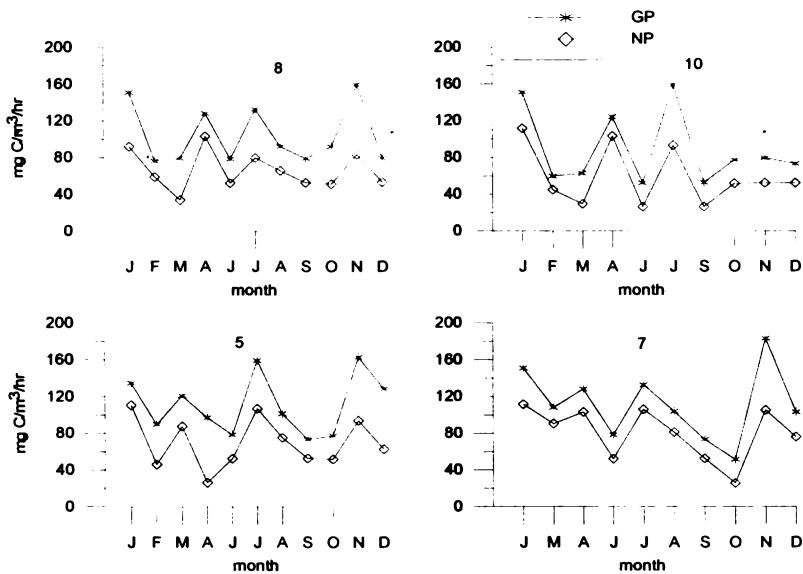 GP
NP
200
160
120
80
40
0
mg C/m³/hr
8
J F M A J J A S O N D
month
200
160
120
80
40
0
10
J F M A J J S O N D
month
200
160
120
80
40
0
mg C/m³/hr
5
J F M A J J A S O N D
month
200
160
120
80
40
0
7
J M A J J A S O N D
month